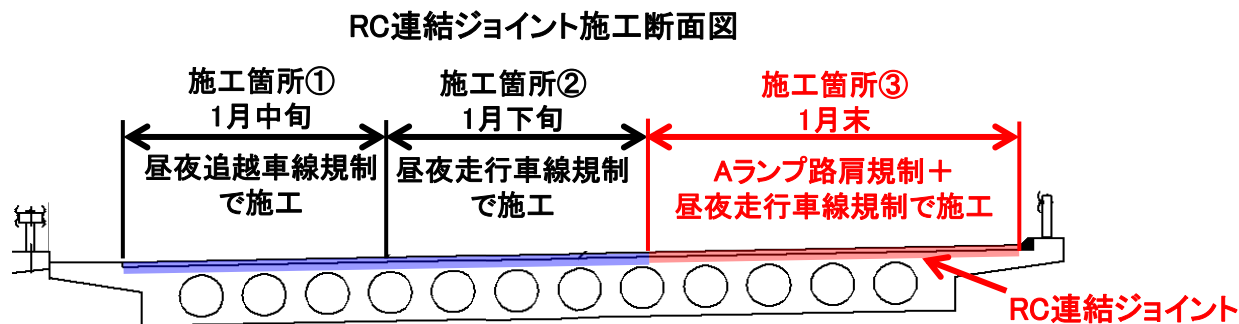 RC連結ジョイント施工断面図
施工箇所①
1月中旬
昼夜追越車線規制
で施工
施工箇所②
1月下旬
昼夜走行車線規制
で施工
施工箇所③
1月末
Aランプ路肩規制＋
昼夜走行車線規制で施工
RC連結ジョイント